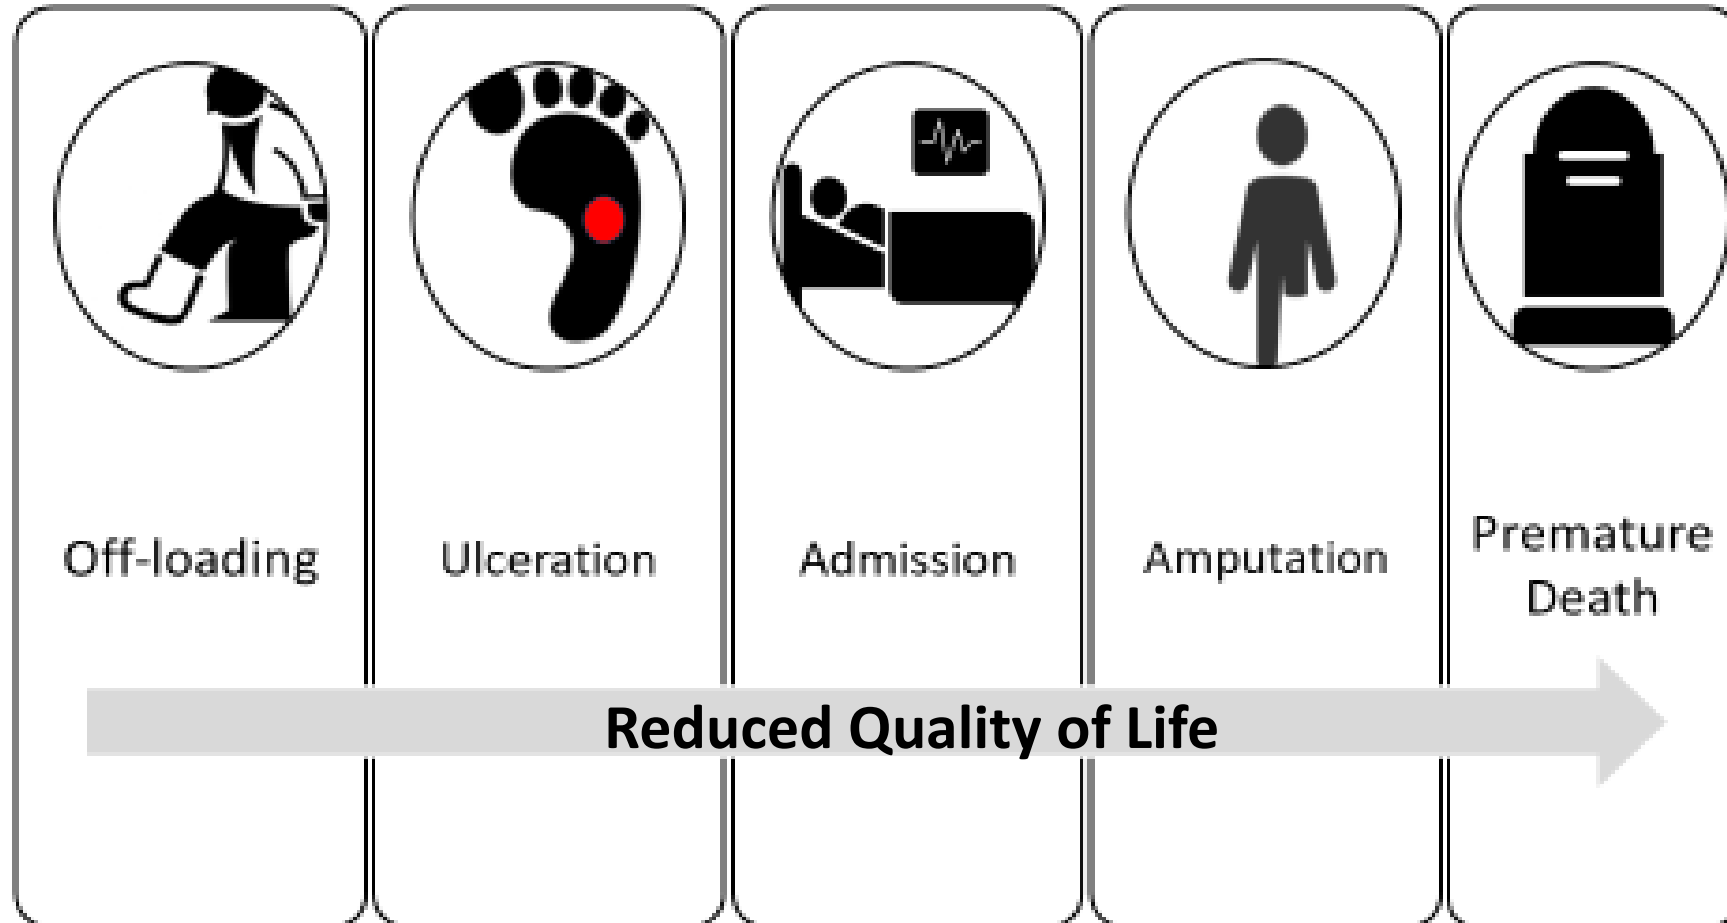 Off-loading
Ulceration
Admission
Amputation
Premature
Death
Reduced Quality of Life